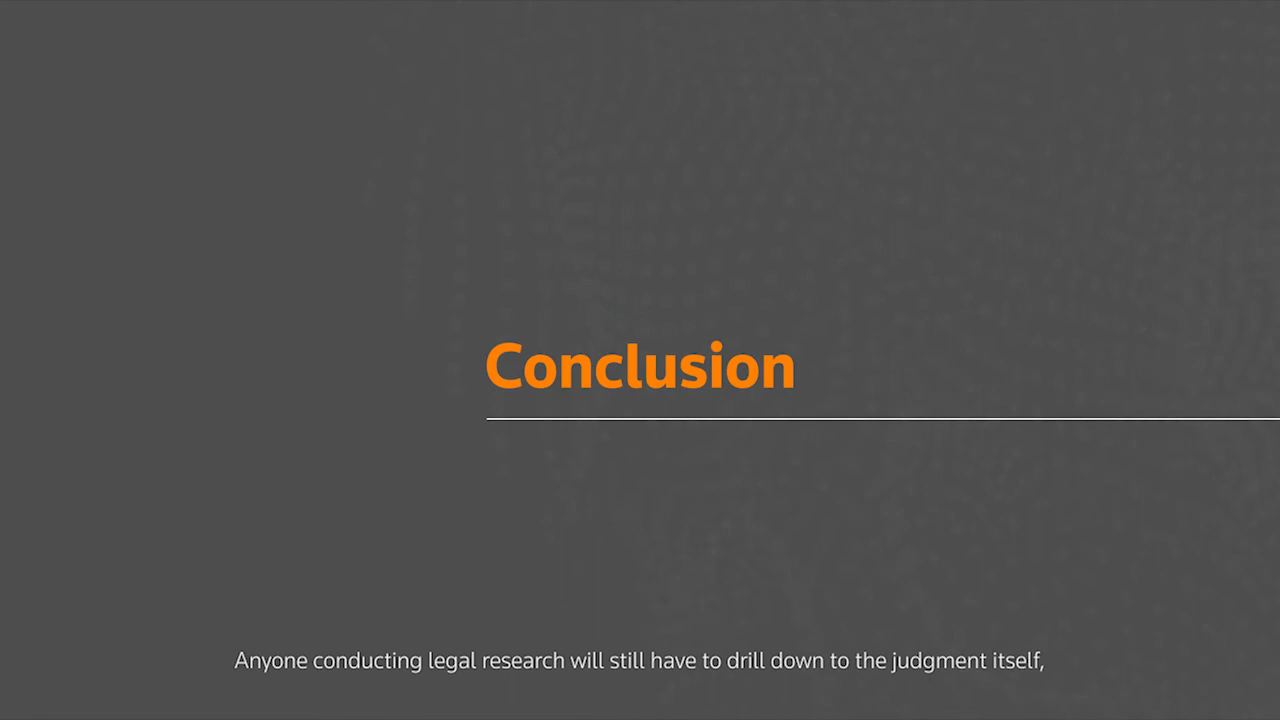 Conclusion
Anyone conducting legal research will still have to drill down to the judgment itself,